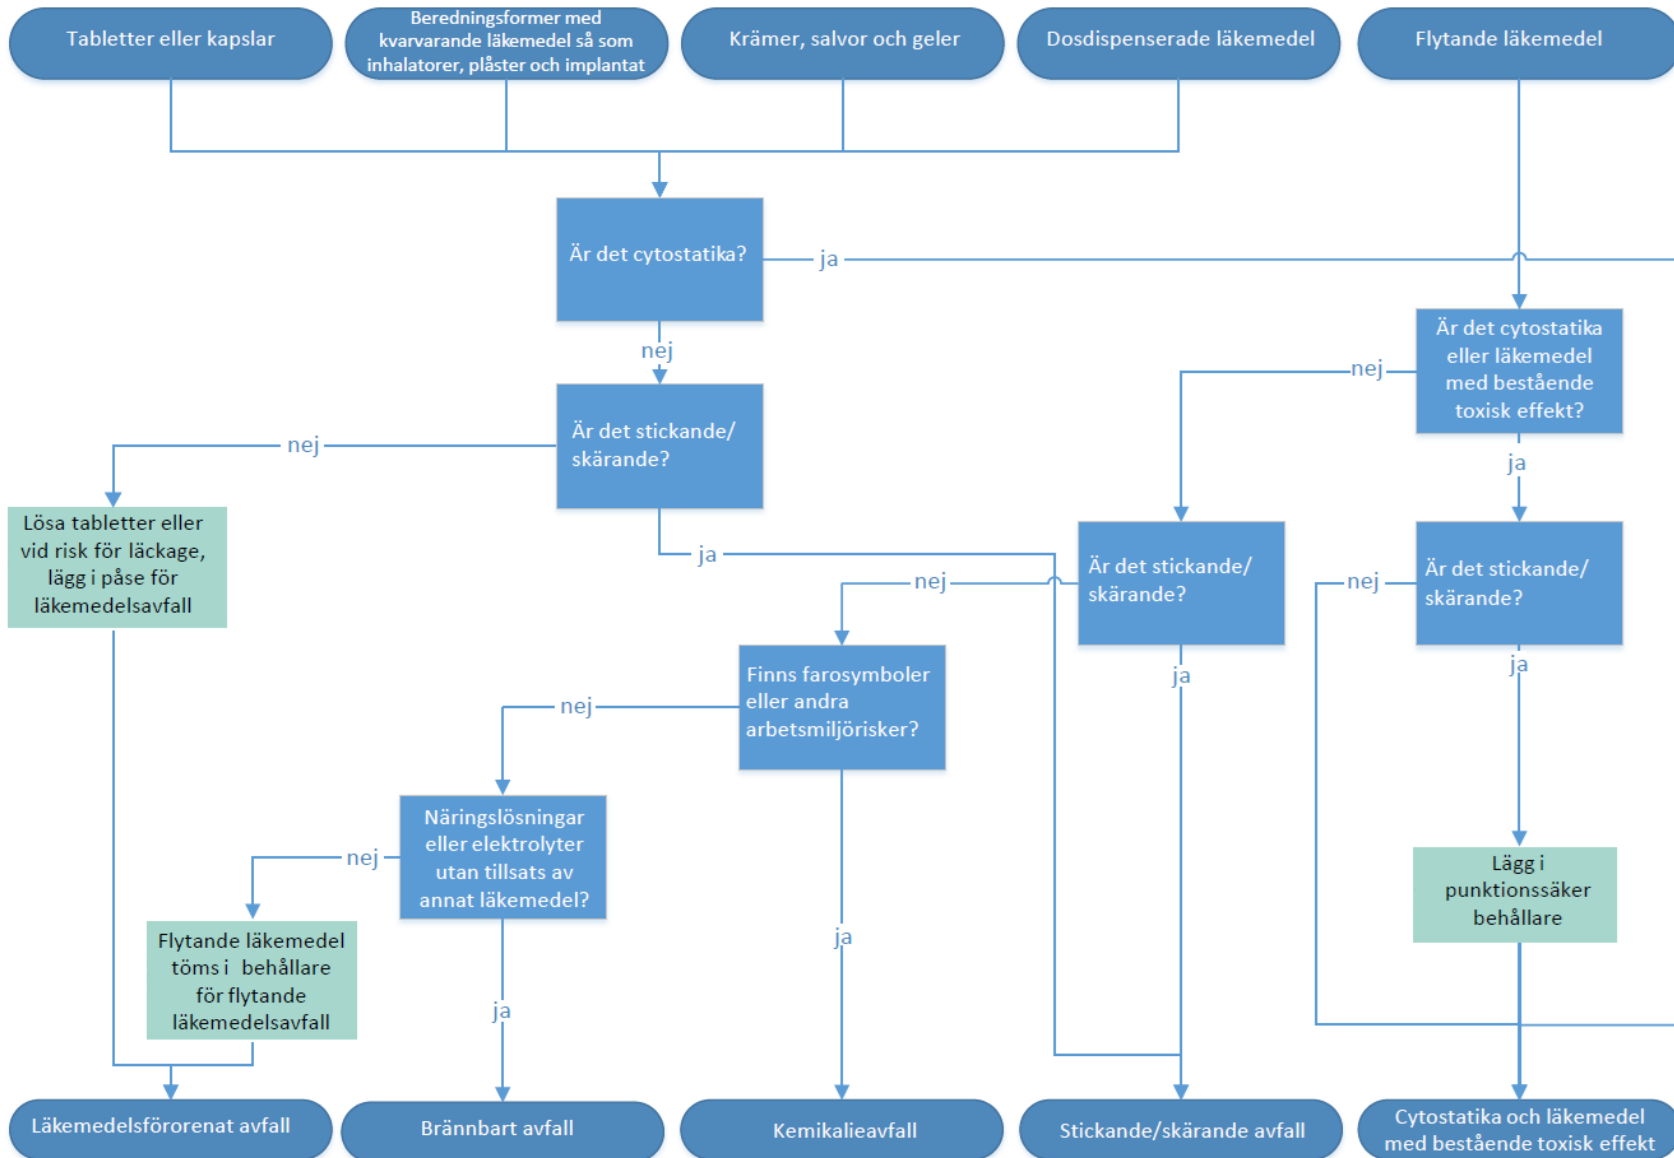 Tabletter eller kapslar
Beredningsformer med
kvarvarande läkemedel så som
inhalatorer, plåster och implantat
Krämer, salvor och geler
Dosdispenserade läkemedel
Flytande läkemedel
Är det cytostatika?
ja
nej
Är det cytostatika
eller läkemedel
med bestående
toxisk effekt?
nej
ja
Är det stickande/
skärande?
nej
ja
Lösa tabletter eller
vid risk för läckage,
lägg i påse för
läkemedelsavfall
Är det stickande/
skärande?
nej
ja
Är det stickande/
skärande?
nej
ja
Finns farosymboler
eller andra
arbetsmiljörisker?
nej
ja
Näringslösningar
eller elektrolyter
utan tillsats av
annat läkemedel?
nej
ja
Lägg i
punktionssäker
behållare
Flytande läkemedel
töms i behållare
för flytande
läkemedelsavfall
Läkemedelsförorenat avfall
Brännbart avfall
Kemikalieavfall
Stickande/skärande avfall
Cytostatika och läkemedel
med bestående toxisk effekt